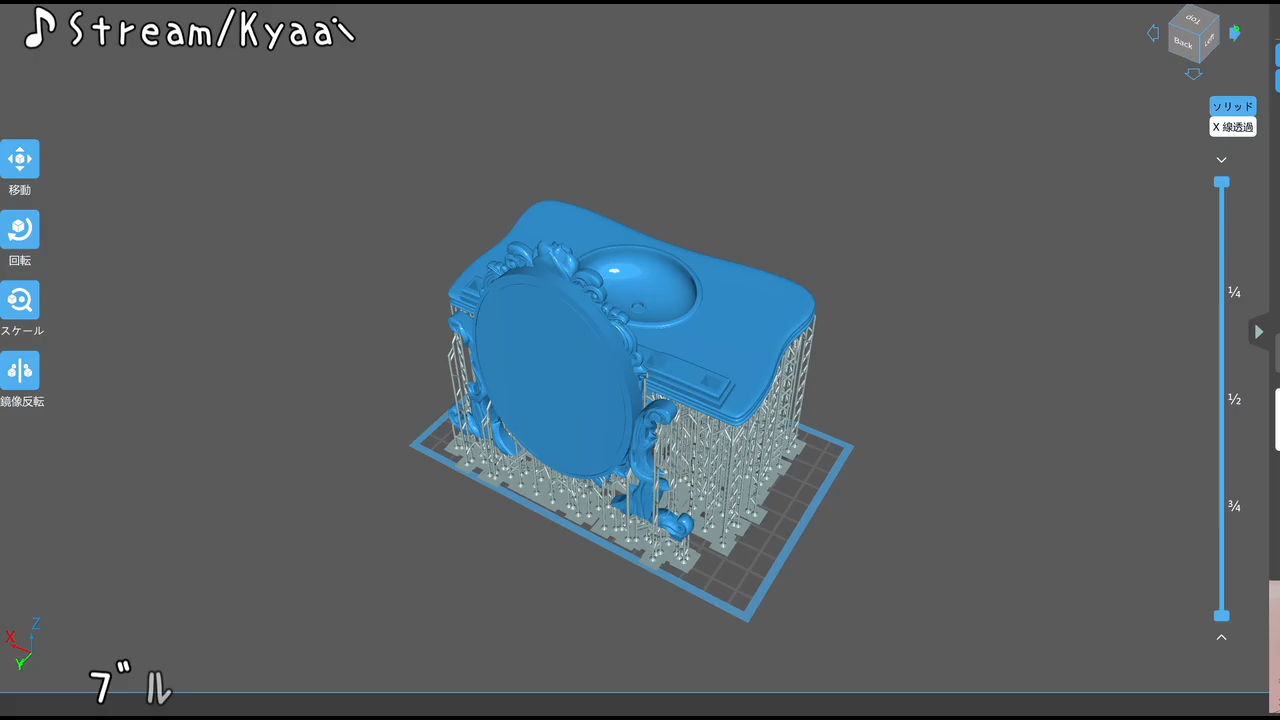 ♪Stream/Kyaa
Top
Back
Left
ソリッド
X 線透過
移動
回転
スケール
鏡像反転
¼
½
¾
Z
X
Y
ブル